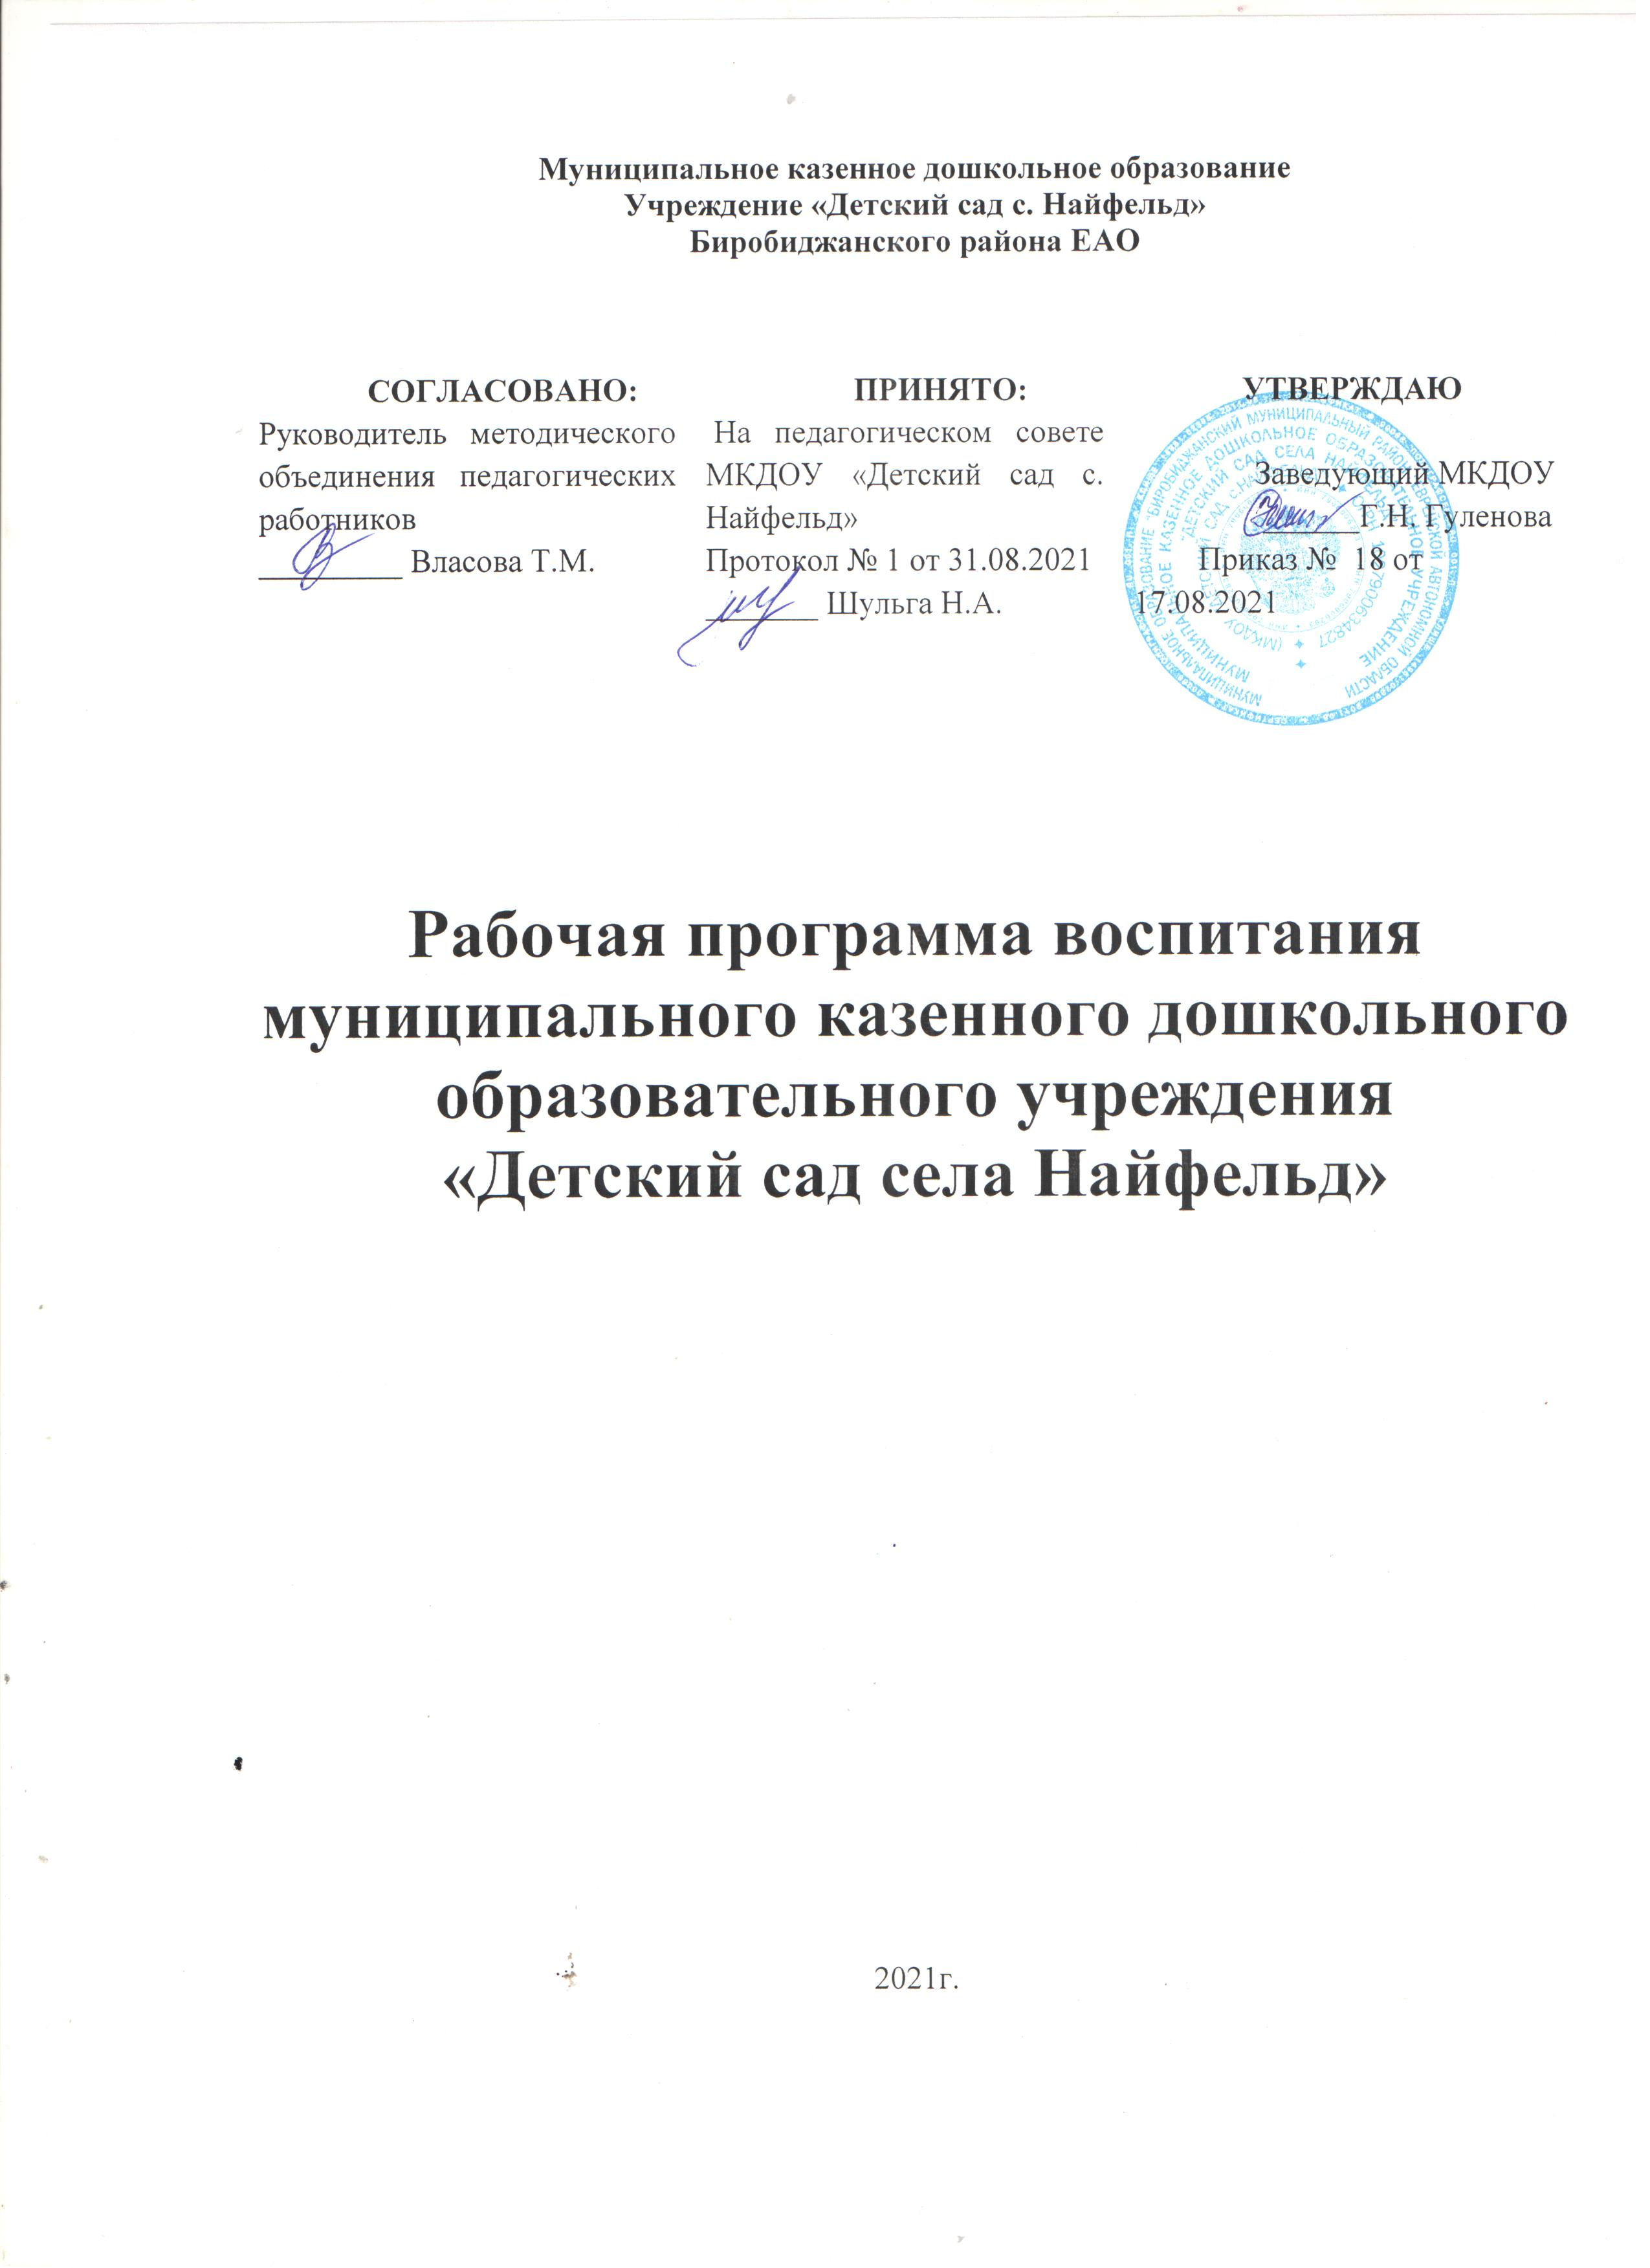 Муниципальное казенное дошкольное образование
Учреждение «Детский сад с. Найфельд»
Биробиджанского района ЕАО
СОГЛАСОВАНО:
Руководитель методического
объединения педагогических
работников
Власова Т.М.
ПРИНЯТО:
На педагогическом совете
МКДОУ «Детский сад с.
Найфельд»
Протокол № 1 от 31.08.2021
Шульга Н.А.
УТВЕРЖДАЮ
Заведующий МКДОУ
Г.Н. Гуленова
Приказ № 18 от
17.08.2021
Рабочая программа воспитания
муниципального казенного дошкольного
образовательного учреждения
«Детский сад села Найфельд»
2021г.